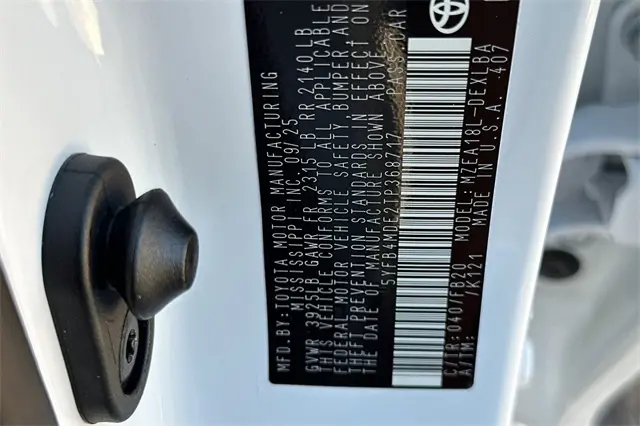 MFD.BY:TOYOTA MOTOR MANUFACTURING
MISSISSIPPI INC. 09/25
GVWR 3925LB GAWR FR 2315 LB RR 2140LB
THIS VEHICLE CONFORMS TO ALL APPLICABLE
FEDERAL MOTOR VEHICLE SAFETY, BUMPER, AND
THEFT PREVENTION STANDARDS IN EFFECT ON
THE DATE OF MANUFACTURE SHOWN ABOVE.
5YFB4MDE2TP368717 PASS CAR
C/TR:040/FB20 MODEL:MZEA18L-DEXLBA
A/TM: /K121 MADE IN U.S.A. 407